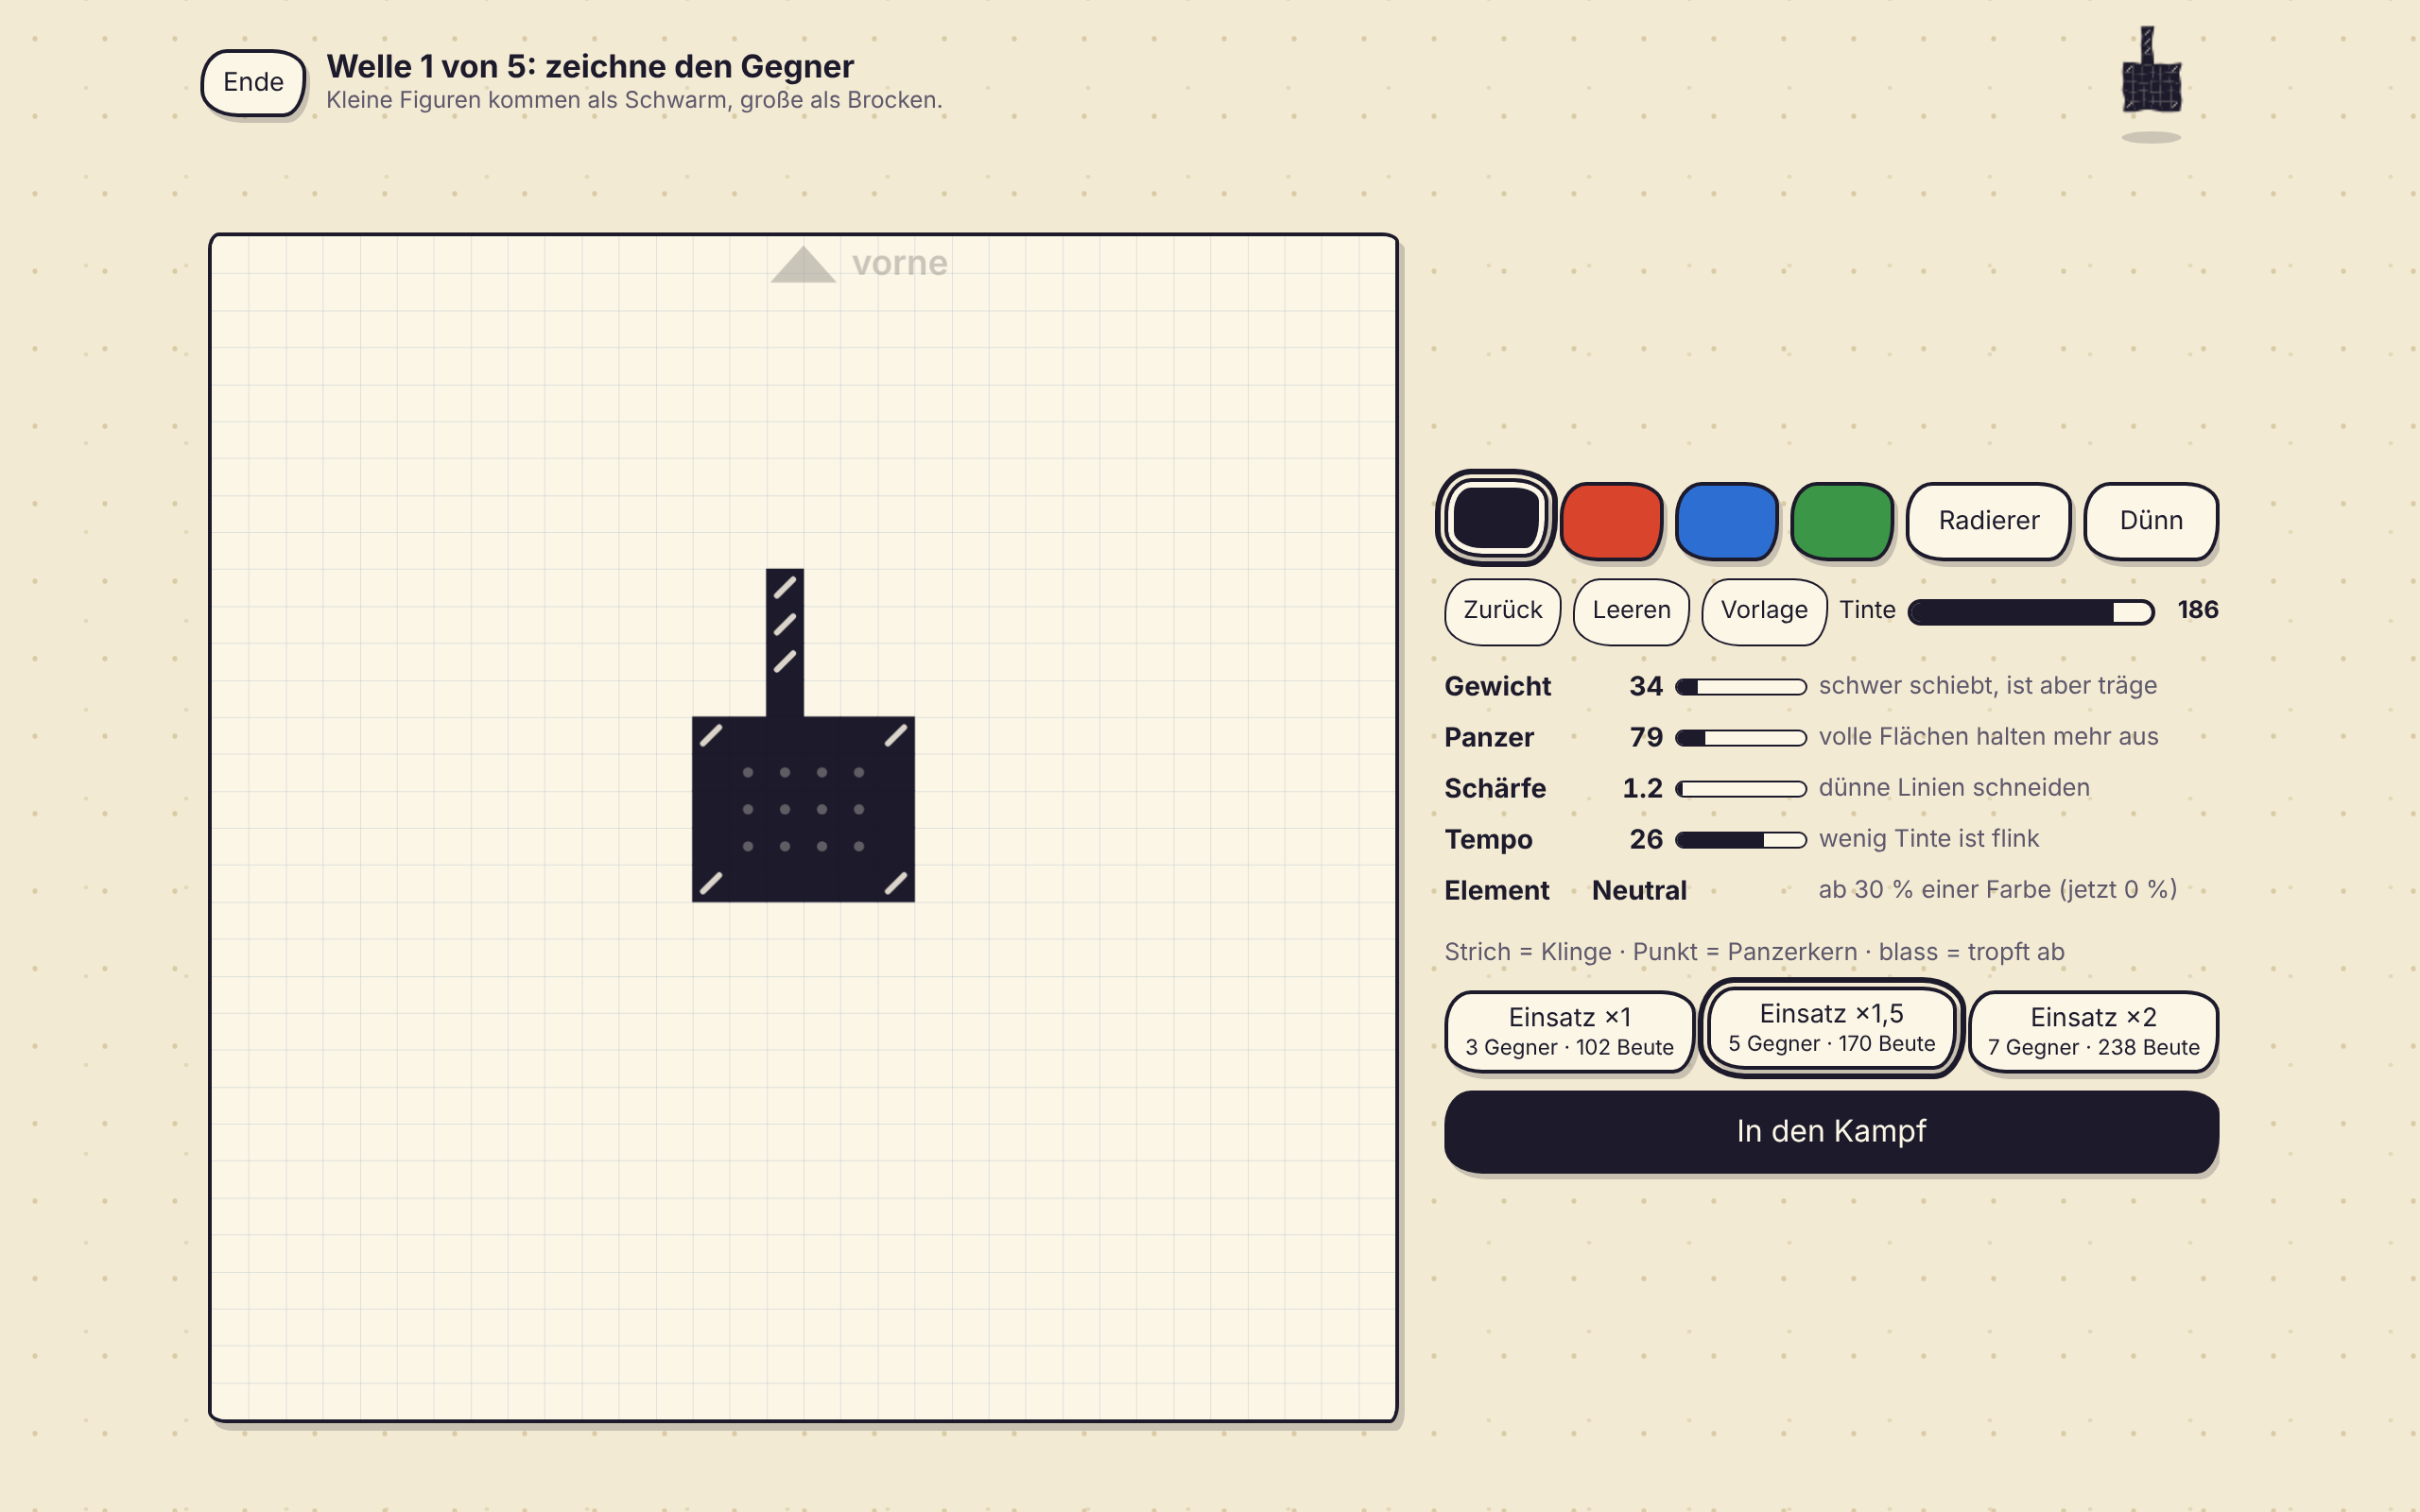 Ende
Welle 1 von 5: zeichne den Gegner
Kleine Figuren kommen als Schwarm, große als Brocken.
vorne
Radierer
Dünn
Zurück
Leeren
Vorlage
Tinte 186
Gewicht 34 schwer schiebt, ist aber träge
Panzer 79 volle Flächen halten mehr aus
Schärfe 1.2 dünne Linien schneiden
Tempo 26 wenig Tinte ist flink
Element Neutral ab 30 % einer Farbe (jetzt 0 %)
Strich = Klinge · Punkt = Panzerkern · blass = tropft ab
Einsatz ×1
3 Gegner · 102 Beute
Einsatz ×1,5
5 Gegner · 170 Beute
Einsatz ×2
7 Gegner · 238 Beute
In den Kampf